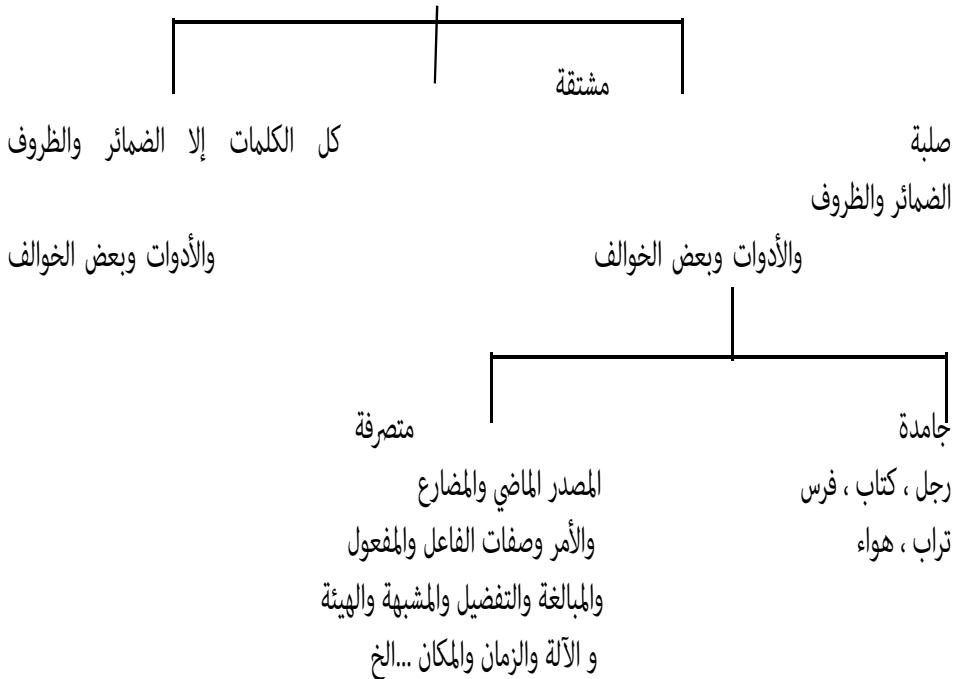 مشتقة
صلبة كل الكلمات إلا الضمائر والظروف
الضمائر والظروف
والأدوات وبعض الخوالف والأدوات وبعض الخوالف
جامدة متصرفة
رجل ، كتاب ، فرس المصدر الماضي والمضارع
تراب ، هواء والأمر وصفات الفاعل والمفعول
والمبالغة والتفضيل والمشبهة والهيئة
و الآلة والزمان والمكان ...الخ